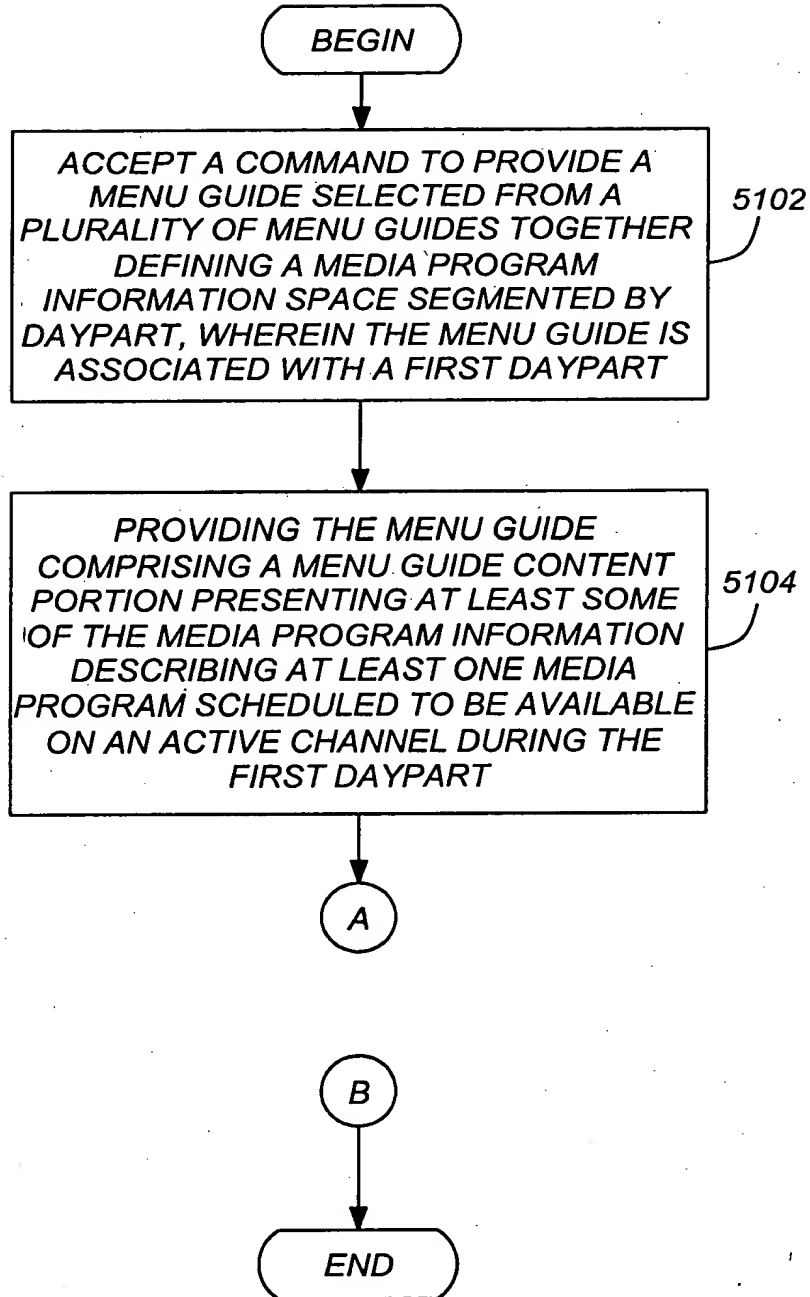 BEGIN
ACCEPT A COMMAND TO PROVIDE A
MENU GUIDE SELECTED FROM A
PLURALITY OF MENU GUIDES TOGETHER
DEFINING A MEDIA PROGRAM
INFORMATION SPACE SEGMENTED BY
DAYPART, WHEREIN THE MENU GUIDE IS
ASSOCIATED WITH A FIRST DAYPART
5102
PROVIDING THE MENU GUIDE
COMPRISING A MENU GUIDE CONTENT
PORTION PRESENTING AT LEAST SOME
OF THE MEDIA PROGRAM INFORMATION
DESCRIBING AT LEAST ONE MEDIA
PROGRAM SCHEDULED TO BE AVAILABLE
ON AN ACTIVE CHANNEL DURING THE
FIRST DAYPART
5104
A
B
END